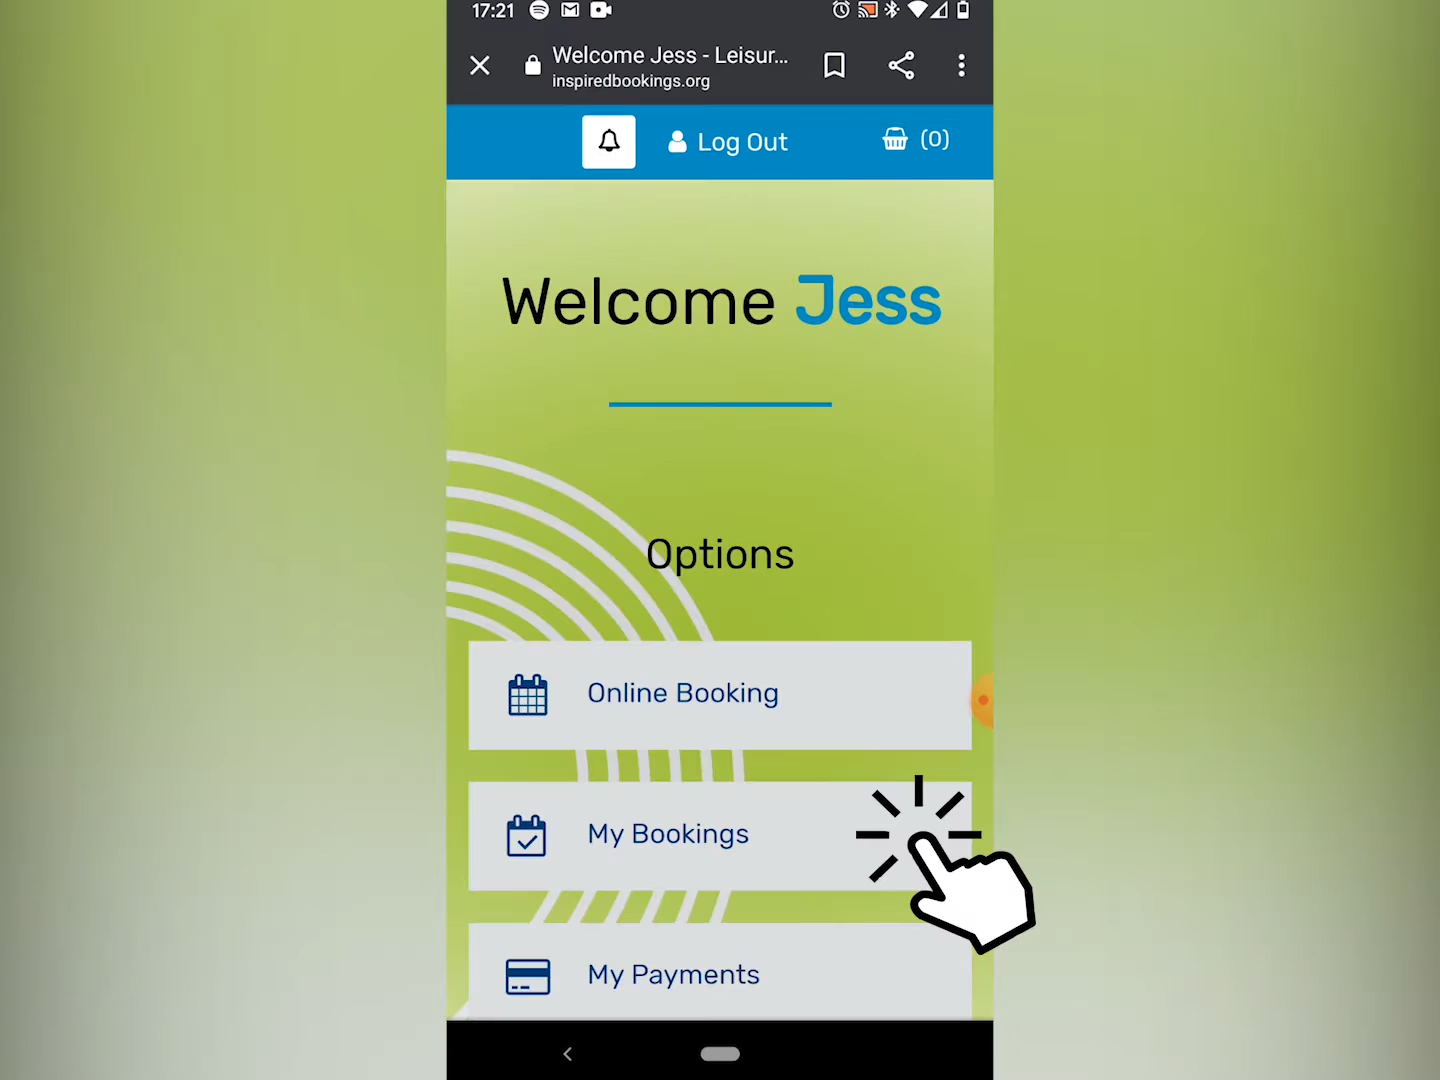 17:21
Welcome Jess - Leisur...
inspiredbookings.org
Log Out
(0)
Welcome Jess
Options
Online Booking
My Bookings
My Payments